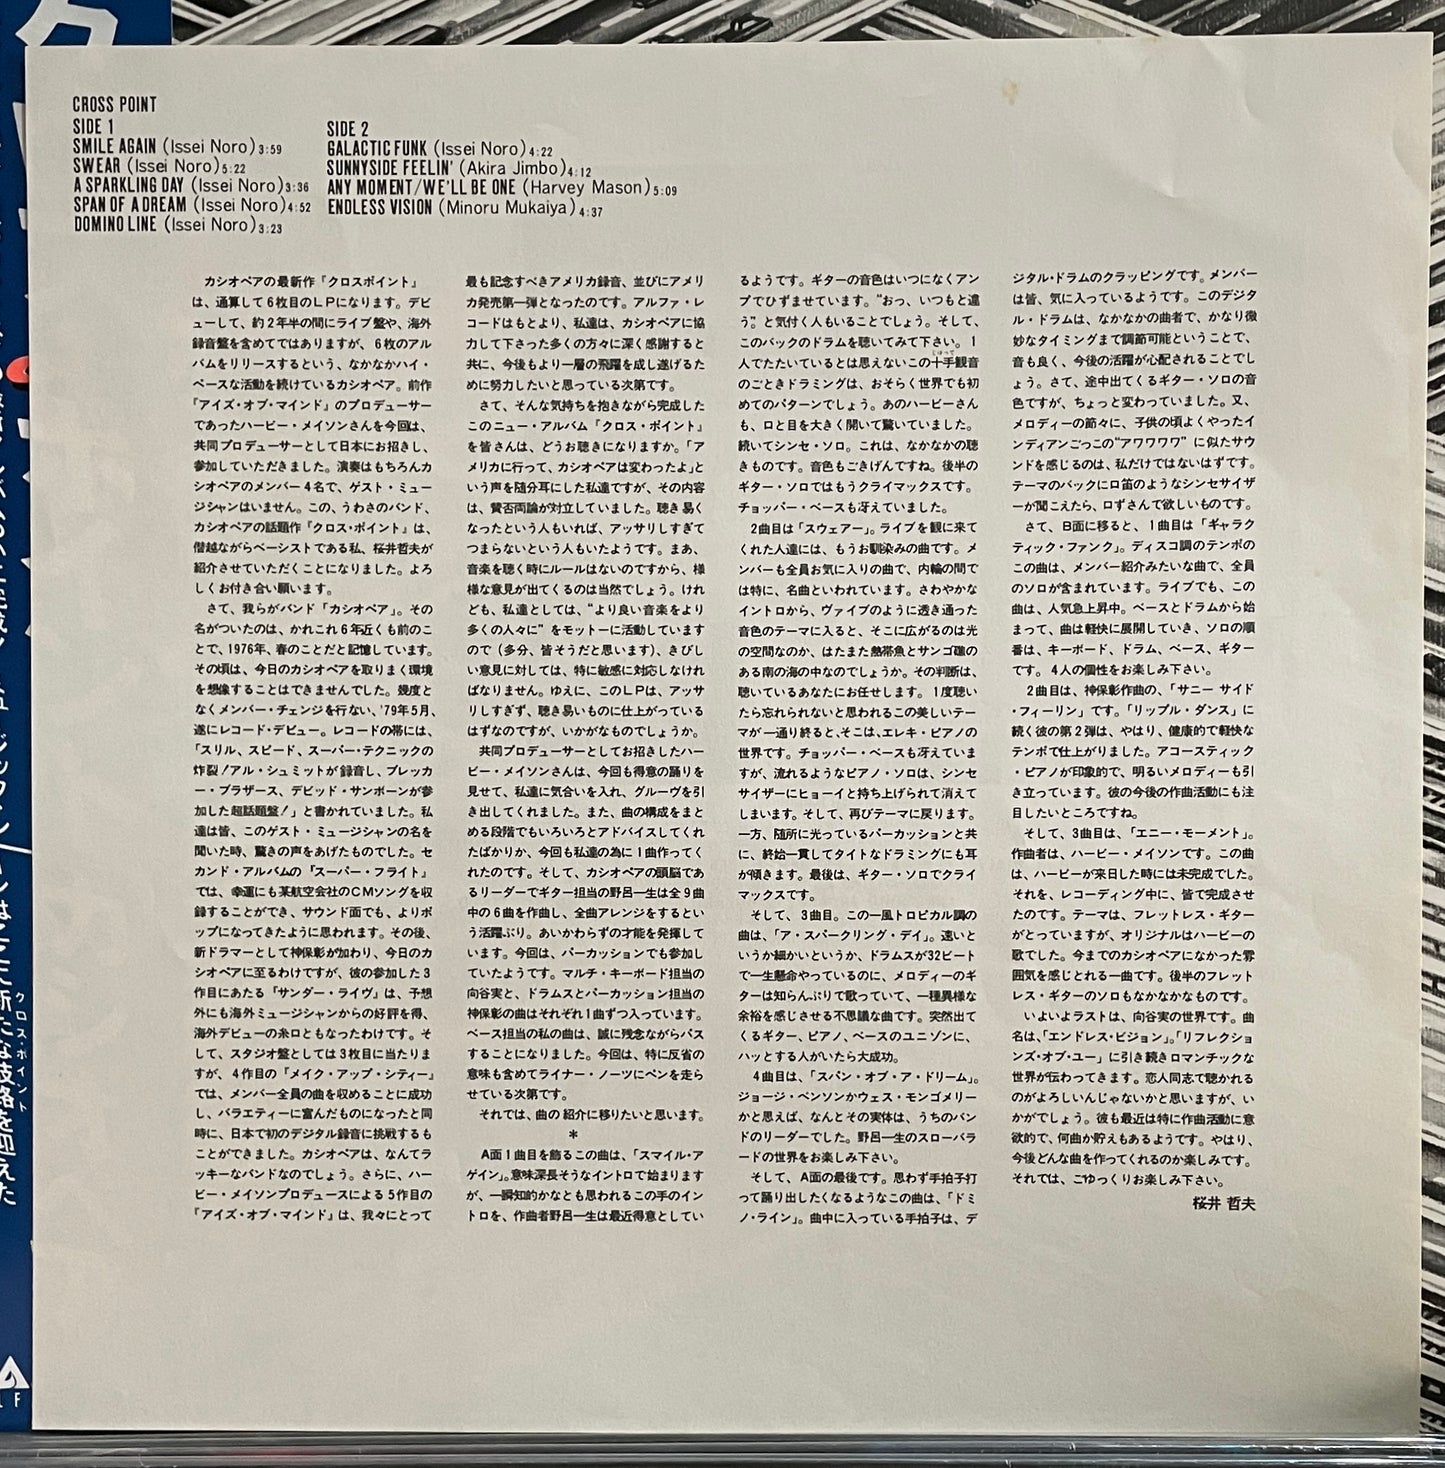 CROSS POINT
SIDE 1
SMILE AGAIN (Issei Noro) 3:59
SWEAR (Issei Noro) 5:22
A SPARKLING DAY (Issei Noro) 3:36
SPAN OF A DREAM (Issei Noro) 4:52
DOMINO LINE (Issei Noro) 3:23
SIDE 2
GALACTIC FUNK (Issei Noro) 4:22
SUNNYSIDE FEELIN' (Akira Jimbo) 4:12
ANY MOMENT/WE'LL BE ONE (Harvey Mason) 5:09
ENDLESS VISION (Minoru Mukaiya) 4:37
カシオペアの最新作『クロスポイント』
は、通算して6枚目のLPになります。デビ
ューして、約2年半の間にライブ盤や、海外
録音盤を含めてではありますが、6枚のアル
バムをリリースするという、なかなかハイ・
ペースな活動を続けているカシオペア。前作
『アイズ・オブ・マインド』のプロデューサー
であったハービー・メイソンさんを今回は、
共同プロデューサーとして日本にお招きし、
参加していただきました。演奏はもちろんカ
シオペアのメンバー4名で、ゲスト・ミュー
ジシャンはいません。この、うわさのバンド、
カシオペアの話題作『クロス・ポイント』は、
僭越ながらベーシストである私、桜井哲夫が
紹介させていただくことになりました。よろ
しくお付き合い願います。
さて、我らがバンド「カシオペア」。その
名がついたのは、かれこれ6年近くも前のこ
とで、1976年、春のことだと記憶しています。
その頃は、今日のカシオペアを取りまく環境
を想像することはできませんでした。幾度と
なくメンバー・チェンジを行ない、'79年5月、
遂にレコード・デビュー。レコードの帯には、
「スリル、スピード、スーパー・テクニックの
炸裂!アル・シュミットが録音し、ブレッカ
ー・ブラザース、デビッド・サンボーンが参
加した超話題盤!」と書かれていました。私
達は皆、このゲスト・ミュージシャンの名を
聞いた時、驚きの声をあげたものでした。セ
カンド・アルバムの『スーパー・フライト』
では、幸運にも某航空会社のCMソングを収
録することができ、サウンド面でも、よりポ
ップになってきたように思われます。その後、
新ドラマーとして神保彰が加わり、今日のカ
シオペアに至るわけですが、彼の参加した3
作目にあたる『サンダー・ライヴ』は、予想
外にも海外ミュージシャンからの好評を得、
海外デビューの糸口ともなったわけです。そ
して、スタジオ盤としては3枚目に当たりま
すが、4作目の『メイク・アップ・シティー』
では、メンバー全員の曲を収めることに成功
し、バラエティーに富んだものになったと同
時に、日本で初のデジタル録音に挑戦するも
ことができました。カシオペアは、なんてラ
ッキーなバンドなのでしょう。さらに、ハー
ビー・メイソンプロデュースによる5作目の
『アイズ・オブ・マインド』は、我々にとって
最も記念すべきアメリカ録音、並びにアメリ
カ発売第一弾となったのです。アルファ・レ
コードはもとより、私達は、カシオペアに協
力して下さった多くの方々に深く感謝すると
共に、今後もより一層の飛躍を成し遂げるた
めに努力したいと思っている次第です。
さて、そんな気持ちを抱きながら完成した
このニュー・アルバム『クロス・ポイント』
を皆さんは、どうお聴きになりますか。「ア
メリカに行って、カシオペアは変わったよ」と
いう声を随分耳にした私達ですが、その内容
は、賛否両論が対立していました。聴き易く
なったという人もいれば、アッサリしすぎて
つまらないという人もいたようです。まあ、
音楽を聴く時にルールはないのですから、様
様な意見が出てくるのは当然でしょう。けれ
ども、私達としては、“より良い音楽をより
多くの人々に”をモットーに活動しています
ので(多分、皆そうだと思います)、きびし
い意見に対しては、特に敏感に対応しなけれ
ばなりません。ゆえに、このLPは、アッサ
リしすぎず、聴き易いものに仕上がっている
はずなのですが、いかがなものでしょうか。
共同プロデューサーとしてお招きしたハー
ビー・メイソンさんは、今回も得意の踊りを
見せて、私達に気合いを入れ、グルーヴを引
き出してくれました。また、曲の構成をまと
める段階でもいろいろとアドバイスしてくれ
たばかりか、今回も私達の為に1曲作ってく
れたのです。そして、カシオペアの頭脳であ
るリーダーでギター担当の野呂一生は全9曲
中の6曲を作曲し、全曲アレンジをするとい
う活躍ぶり。あいかわらずの才能を発揮して
います。今回は、パーカッションでも参加し
ていたようです。マルチ・キーボード担当の
向谷実と、ドラムスとパーカッション担当の
神保彰の曲はそれぞれ1曲ずつ入っています。
ベース担当の私の曲は、誠に残念ながらパス
することになりました。今回は、特に反省の
意味も含めてライナー・ノーツにペンを走ら
せている次第です。
それでは、曲の紹介に移りたいと思います。
*
A面1曲目を飾るこの曲は、「スマイル・ア
ゲイン」。意味深長そうなイントロで始まります
が、一瞬知的かなとも思われるこの手のイン
トロを、作曲者野呂一生は最近得意としてい
るようです。ギターの音色はいつになくアン
プでひずませています。“おっ、いつもと違
う”と気付く人もいることでしょう。そして、
このバックのドラムを聴いてみて下さい。1
人でたたいているとは思えないこの十手観音
のごときドラミングは、おそらく世界でも初
めてのパターンでしょう。あのハービーさん
も、口と目を大きく開いて驚いていました。
続いてシンセ・ソロ。これは、なかなかの聴
きものです。音色もごきげんですね。後半の
ギター・ソロではもうクライマックスです。
チョッパー・ベースも冴えていました。
2曲目は「スウェアー」。ライブを観に来て
くれた人達には、もうお馴染みの曲です。メ
ンバーも全員お気に入りの曲で、内輪の間で
は特に、名曲といわれています。さわやかな
イントロから、ヴァイブのように透き通った
音色のテーマに入ると、そこに広がるのは光
の空間なのか、はたまた熱帯魚とサンゴ礁の
ある南の海の中なのでしょうか。その判断は、
聴いているあなたにお任せします。1度聴い
たら忘れられないと思われるこの美しいテー
マが一通り終ると、そこは、エレキ・ピアノの
世界です。チョッパー・ベースも冴えていま
すが、流れるようなピアノ・ソロは、シンセ
サイザーにヒョーイと持ち上げられて消えて
しまいます。そして、再びテーマに戻ります。
一方、随所に光っているパーカッションと共
に、終始一貫してタイトなドラミングにも耳
が傾きます。最後は、ギター・ソロでクライ
マックスです。
そして、3曲目。この一風トロピカル調の
曲は、「ア・スパークリング・デイ」。速いと
いうか細かいというか、ドラムスが32ビート
で一生懸命やっているのに、メロディーのギ
ターは知らんぷりで歌っていて、一種異様な
余裕を感じさせる不思議な曲です。突然出て
くるギター、ピアノ、ベースのユニゾンに、
ハッとする人がいたら大成功。
4曲目は、「スパン・オブ・ア・ドリーム」。
ジョージ・ベンソンかウェス・モンゴメリー
かと思えば、なんとその実体は、うちのバン
ドのリーダーでした。野呂一生のスローバラ
ードの世界をお楽しみ下さい。
そして、A面の最後です。思わず手拍子打
って踊り出したくなるようなこの曲は、「ドミ
ノ・ライン」。曲中に入っている手拍子は、デ
ジタル・ドラムのクラッピングです。メンバー
は皆、気に入っているようです。このデジタ
ル・ドラムは、なかなかの曲者で、かなり微
妙なタイミングまで調節可能ということで、
音も良く、今後の活躍が心配されることでし
ょう。さて、途中出てくるギター・ソロの音
色ですが、ちょっと変わっていました。又、
メロディーの節々に、子供の頃よくやったイ
ンディアンごっこの“アワワワワ”に似たサウ
ンドを感じるのは、私だけではないはずです。
テーマのバックに口笛のようなシンセサイザ
ーが聞こえたら、口ずさんで欲しいものです。
さて、B面に移ると、1曲目は「ギャラク
ティック・ファンク」。ディスコ調のテンポの
この曲は、メンバー紹介みたいな曲で、全員
のソロが含まれています。ライブでも、この
曲は、人気急上昇中。ベースとドラムから始
まって、曲は軽快に展開していき、ソロの順
番は、キーボード、ドラム、ベース、ギター
です。4人の個性をお楽しみ下さい。
2曲目は、神保彰作曲の、「サニー サイド
・フィーリン」です。「リップル・ダンス」に
続く彼の第2弾は、やはり、健康的で軽快な
テンポで仕上がりました。アコースティック
・ピアノが印象的で、明るいメロディーも引
き立っています。彼の今後の作曲活動にも注
目したいところですね。
そして、3曲目は、「エニー・モーメント」。
作曲者は、ハービー・メイソンです。この曲
は、ハービーが来日した時には未完成でした。
それを、レコーディング中に、皆で完成させ
たのです。テーマは、フレットレス・ギター
がとっていますが、オリジナルはハービーの
歌でした。今までのカシオペアになかった雰
囲気を感じとれる一曲です。後半のフレット
レス・ギターのソロもなかなかなものです。
いよいよラストは、向谷実の世界です。曲
名は、「エンドレス・ビジョン」。「リフレクショ
ンズ・オブ・ユー」に引き続きロマンチックな
世界が伝わってきます。恋人同志で聴かれる
のがよろしいんじゃないかと思いますが、い
かがでしょう。彼も最近は特に作曲活動に意
欲的で、何曲か貯えもあるようです。やはり、
今後どんな曲を作ってくれるのか楽しみです。
それでは、ごゆっくりお楽しみ下さい。
桜井 哲夫
クロス・ポイント
新たな岐路を迎えた